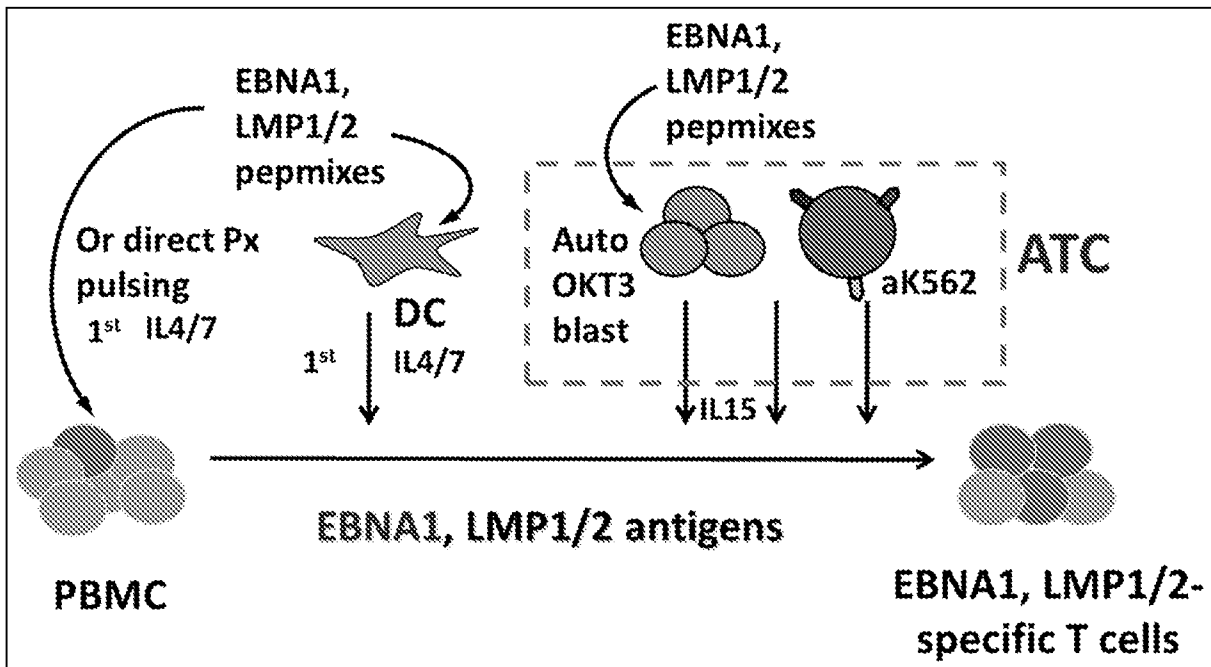 EBNA1,
LMP1/2
pepmixes
EBNA1,
LMP1/2
pepmixes
Or direct Px
pulsing
1st IL4/7
DC
1st IL4/7
Auto
OKT3
blast
aK562
ATC
IL15
EBNA1, LMP1/2 antigens
PBMC
EBNA1, LMP1/2-
specific T cells